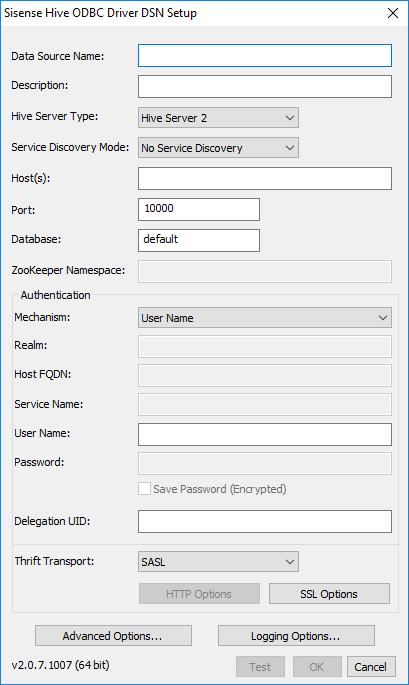 Sisense Hive ODBC Driver DSN Setup
Data Source Name:
Description:
Hive Server Type: Hive Server 2
Service Discovery Mode: No Service Discovery
Host(s):
Port: 10000
Database: default
ZooKeeper Namespace:
Authentication
Mechanism: User Name
Realm:
Host FQDN:
Service Name:
User Name:
Password:
Save Password (Encrypted)
Delegation UID:
Thrift Transport: SASL
HTTP Options SSL Options
Advanced Options... Logging Options...
v2.0.7.1007 (64 bit) Test OK Cancel